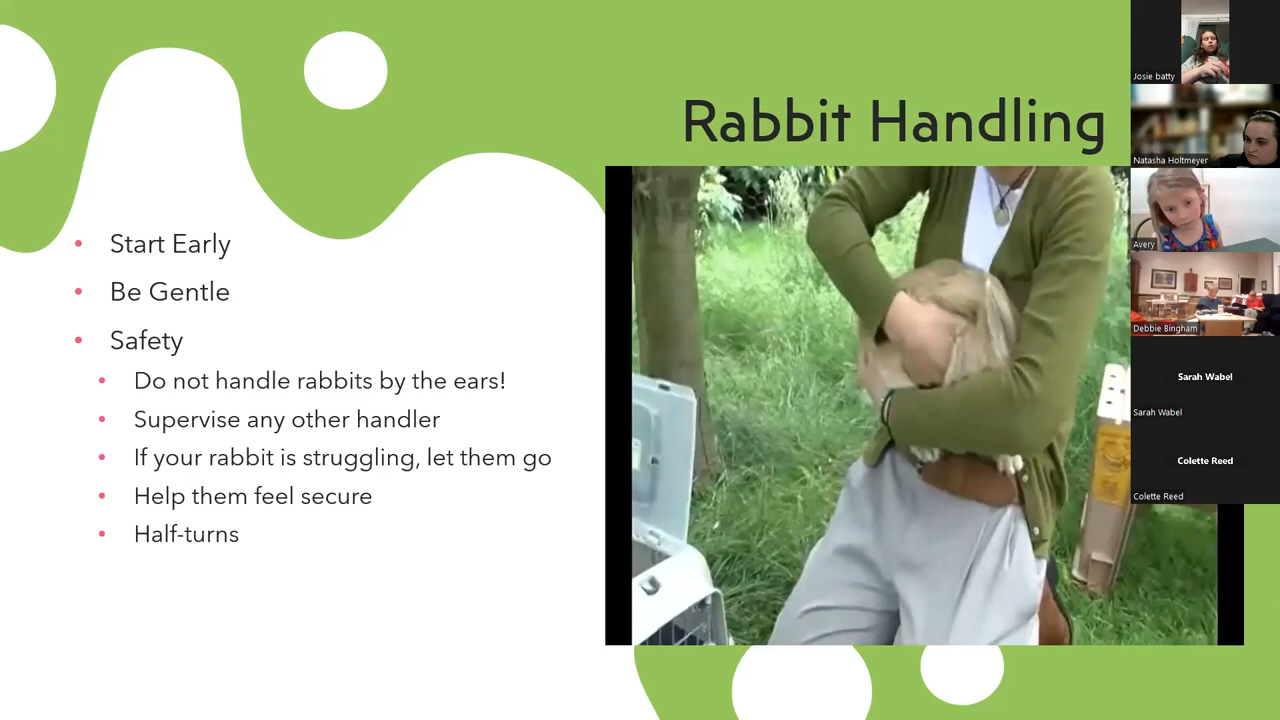 Rabbit Handling
Start Early
Be Gentle
Safety
Do not handle rabbits by the ears!
Supervise any other handler
If your rabbit is struggling, let them go
Help them feel secure
Half-turns
Josie batty
Natasha Holtmeyer
Avery
Debbie Bingham
Sarah Wabel
Sarah Wabel
Colette Reed
Colette Reed